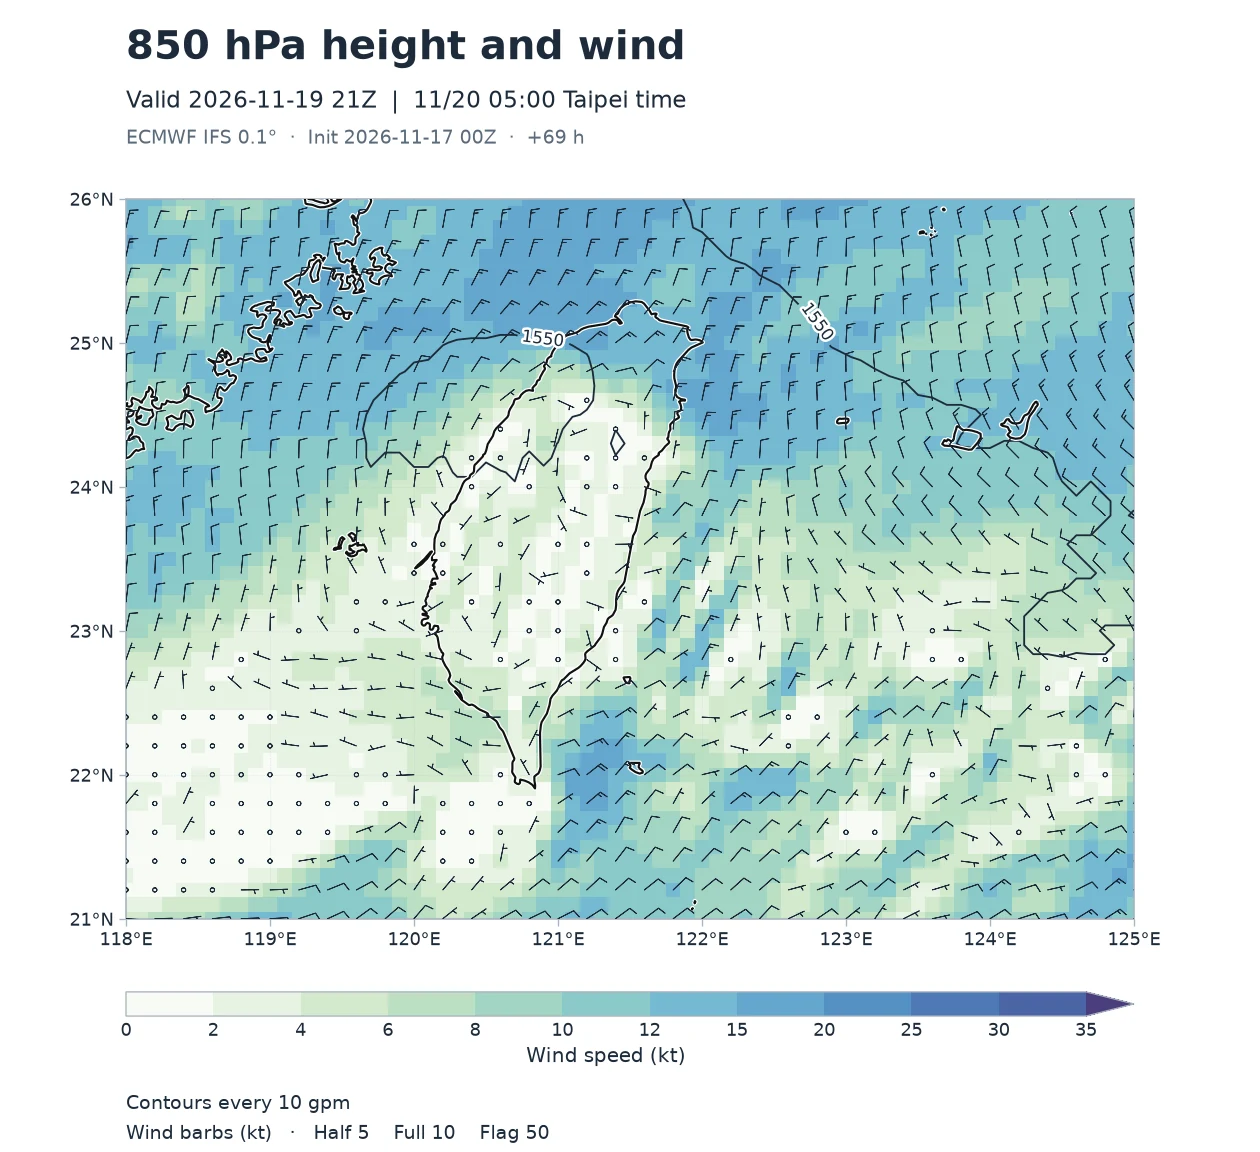 850 hPa height and wind
Valid 2026-11-19 21Z | 11/20 05:00 Taipei time
ECMWF IFS 0.1° · Init 2026-11-17 00Z · +69 h
26°N
25°N
24°N
23°N
22°N
21°N
1550
1550
118°E 119°E 120°E 121°E 122°E 123°E 124°E 125°E
0 2 4 6 8 10 12 15 20 25 30 35
Wind speed (kt)
Contours every 10 gpm
Wind barbs (kt) · Half 5 Full 10 Flag 50